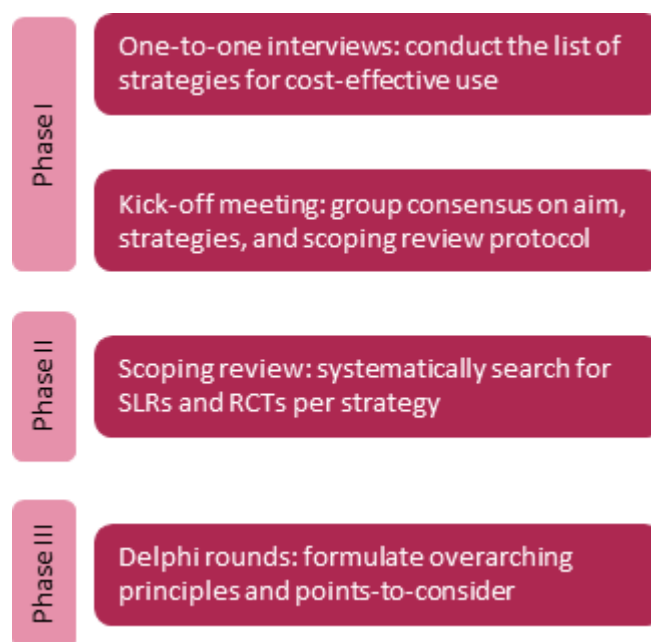 Phase I
One-to-one interviews: conduct the list of
strategies for cost-effective use
Kick-off meeting: group consensus on aim,
strategies, and scoping review protocol
Phase II
Scoping review: systematically search for
SLRs and RCTs per strategy
Phase III
Delphi rounds: formulate overarching
principles and points-to-consider